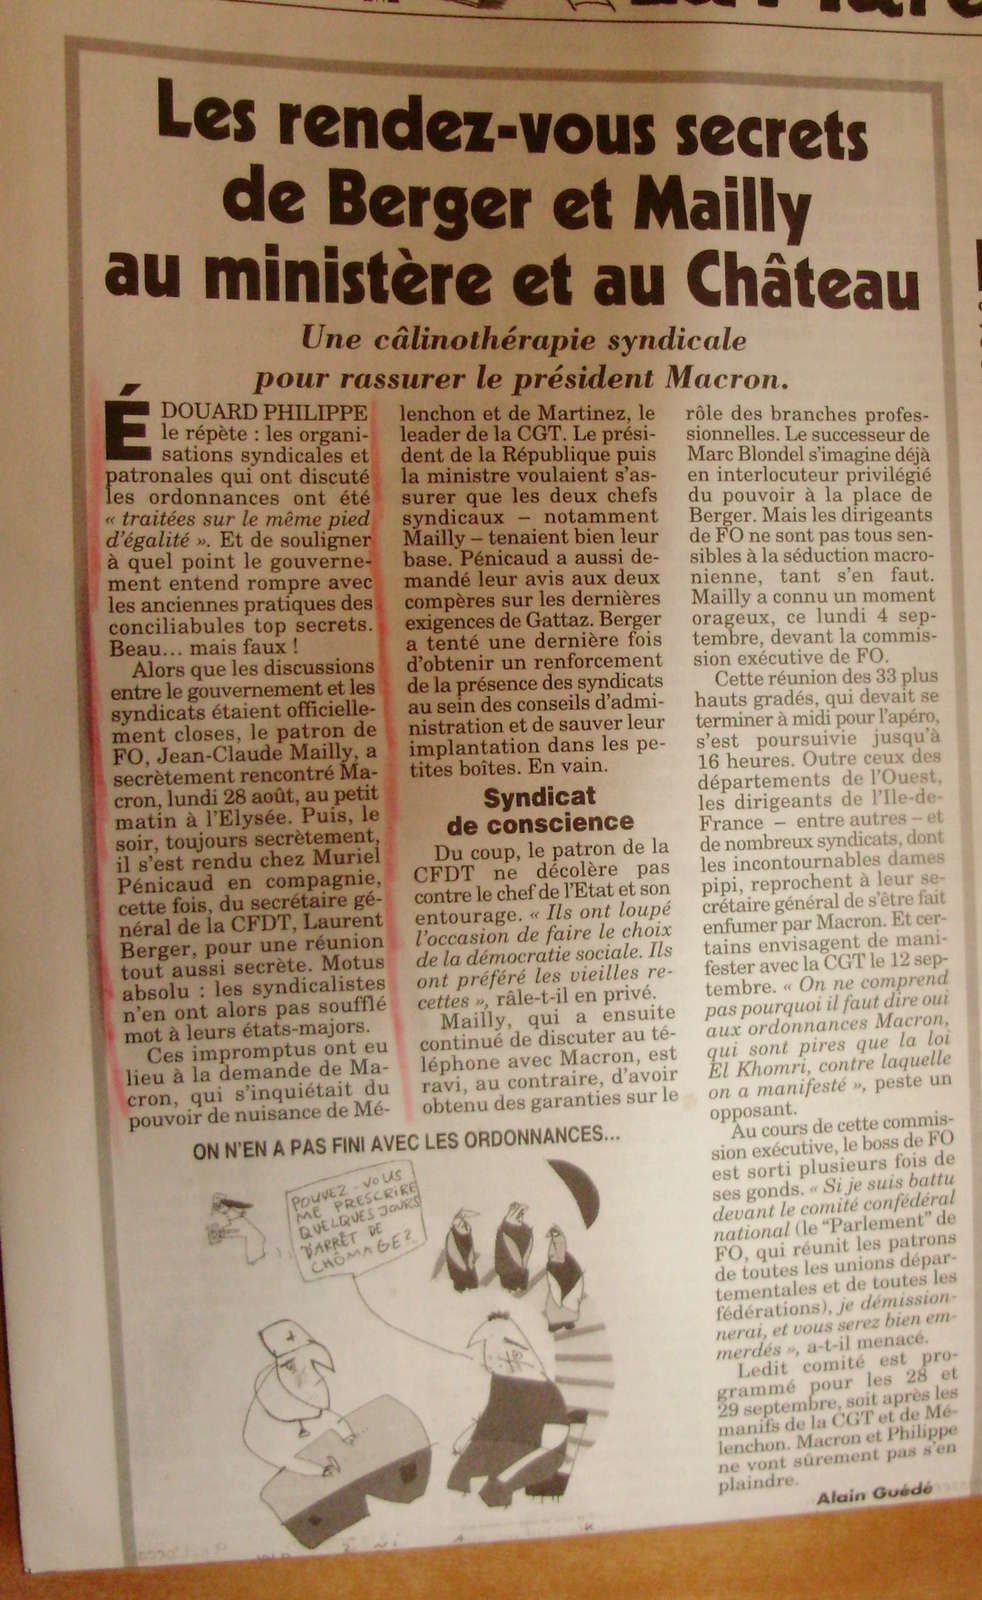 Les rendez-vous secrets
de Berger et Mailly
au ministère et au Château
Une câlinothérapie syndicale
pour rassurer le président Macron.
ÉDOUARD PHILIPPE
le répète : les organi-
sations syndicales et
patronales qui ont discuté
les ordonnances ont été
« traitées sur le même pied
d'égalité ». Et de souligner
à quel point le gouverne-
ment entend rompre avec
les anciennes pratiques des
conciliabules top secrets.
Beau... mais faux !
Alors que les discussions
entre le gouvernement et les
syndicats étaient officielle-
ment closes, le patron de
FO, Jean-Claude Mailly, a
secrètement rencontré Ma-
cron, lundi 28 août, au petit
matin à l'Elysée. Puis, le
soir, toujours secrètement,
il s'est rendu chez Muriel
Pénicaud en compagnie,
cette fois, du secrétaire gé-
néral de la CFDT, Laurent
Berger, pour une réunion
tout aussi secrète. Motus
absolu : les syndicalistes
n'en ont alors pas soufflé
mot à leurs états-majors.
Ces impromptus ont eu
lieu à la demande de Ma-
cron, qui s'inquiétait du
pouvoir de nuisance de Mé-
lenchon et de Martinez, le
leader de la CGT. Le prési-
dent de la République puis
la ministre voulaient s'as-
surer que les deux chefs
syndicaux – notamment
Mailly – tenaient bien leur
base. Pénicaud a aussi de-
mandé leur avis aux deux
compères sur les dernières
exigences de Gattaz. Berger
a tenté une dernière fois
d'obtenir un renforcement
de la présence des syndicats
au sein des conseils d'admi-
nistration et de sauver leur
implantation dans les pe-
tites boîtes. En vain.
Syndicat
de conscience
Du coup, le patron de la
CFDT ne décolère pas
contre le chef de l'Etat et son
entourage. « Ils ont loupé
l'occasion de faire le choix
de la démocratie sociale. Ils
ont préféré les vieilles re-
cettes », râle-t-il en privé.
Mailly, qui a ensuite
continué de discuter au té-
léphone avec Macron, est
ravi, au contraire, d'avoir
obtenu des garanties sur le
rôle des branches profes-
sionnelles. Le successeur de
Marc Blondel s'imagine déjà
en interlocuteur privilégié
du pouvoir à la place de
Berger. Mais les dirigeants
de FO ne sont pas tous sen-
sibles à la séduction macro-
nienne, tant s'en faut.
Mailly a connu un moment
orageux, ce lundi 4 sep-
tembre, devant la commis-
sion exécutive de FO.
Cette réunion des 33 plus
hauts gradés, qui devait se
terminer à midi pour l'apéro,
s'est poursuivie jusqu'à
16 heures. Outre ceux des
départements de l'Ouest,
les dirigeants de l'Ile-de-
France – entre autres – et
de nombreux syndicats, dont
les incontournables dames
pipi, reprochent à leur se-
crétaire général de s'être fait
enfumer par Macron. Et cer-
tains envisagent de mani-
fester avec la CGT le 12 sep-
tembre. « On ne comprend
pas pourquoi il faut dire oui
aux ordonnances Macron,
qui sont pires que la loi
El Khomri, contre laquelle
on a manifesté », peste un
opposant.
Au cours de cette commis-
sion exécutive, le boss de FO
est sorti plusieurs fois de
ses gonds. « Si je suis battu
devant le comité confédéral
national (le "Parlement" de
FO, qui réunit les patrons
de toutes les unions dépar-
tementales et de toutes les
fédérations), je démission-
nerai, et vous serez bien em-
merdés », a-t-il menacé.
Ledit comité est pro-
grammé pour les 28 et
29 septembre, soit après les
manifs de la CGT et de Mé-
lenchon. Macron et Philippe
ne vont sûrement pas s'en
plaindre.
Alain Guédé
ON N'EN A PAS FINI AVEC LES ORDONNANCES...
POUVEZ-VOUS
ME PRESCRIRE
QUELQUES JOURS
D'ARRÊT DE
CHÔMAGE?